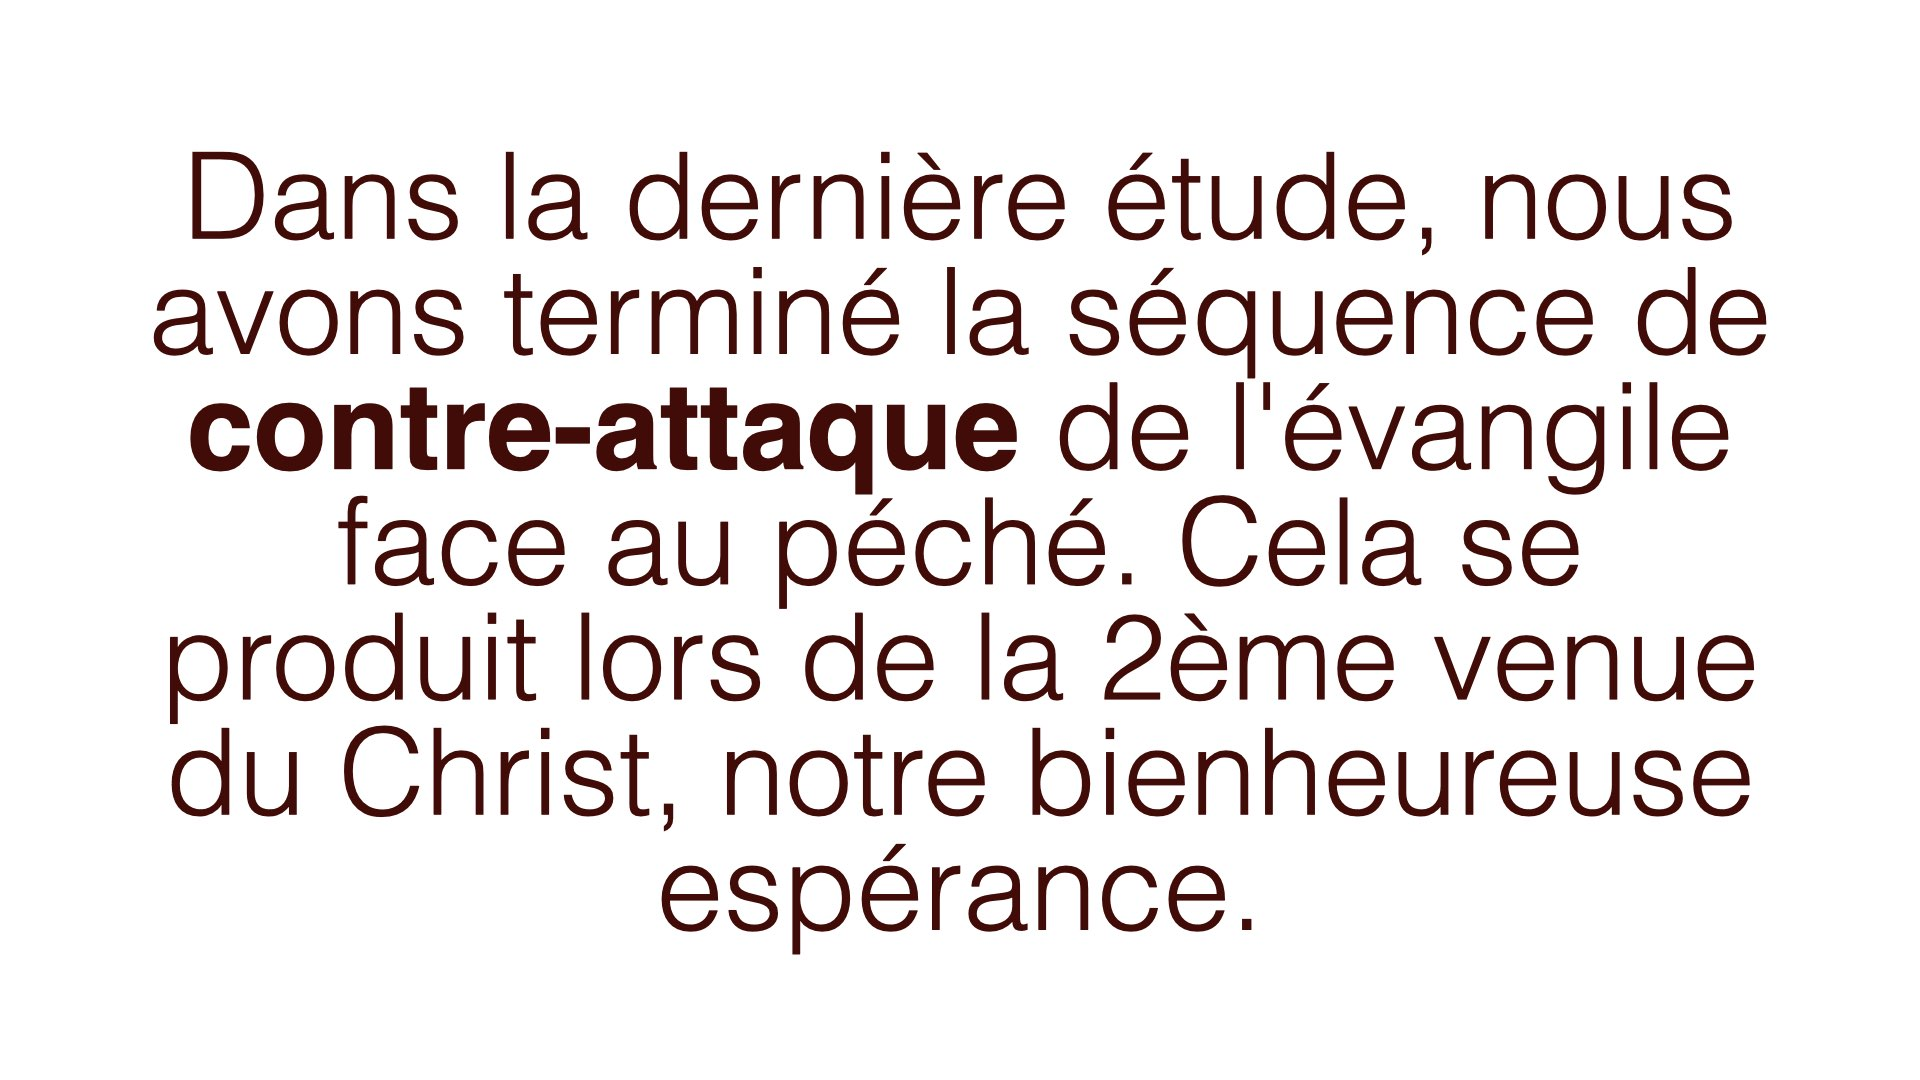 Dans la dernière étude, nous
avons terminé la séquence de
contre-attaque de l'évangile
face au péché. Cela se
produit lors de la 2ème venue
du Christ, notre bienheureuse
espérance.